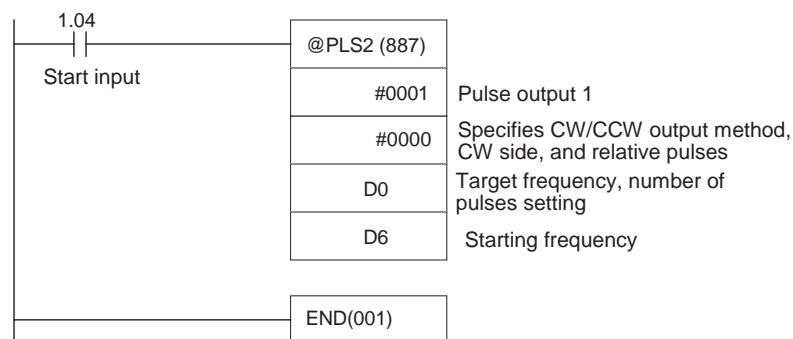 1.04
@PLS2 (887)
Start input
#0001
Pulse output 1
#0000
Specifies CW/CCW output method,
CW side, and relative pulses
D0
Target frequency, number of
pulses setting
D6
Starting frequency
END(001)